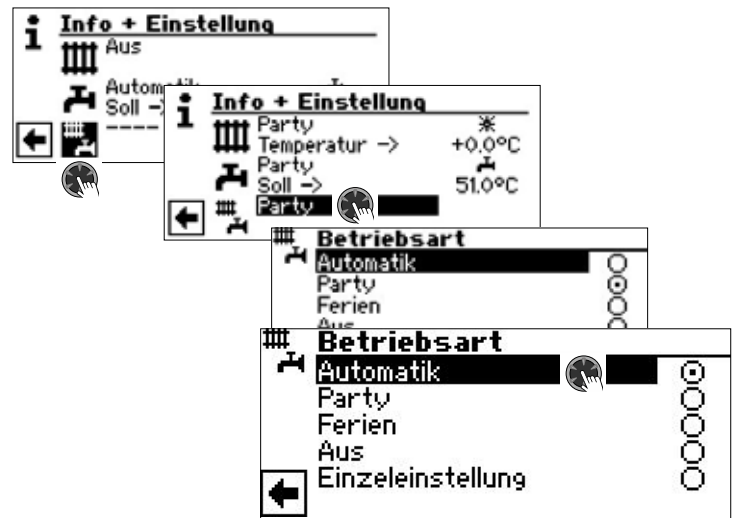 i Info + Einstellung
Aus
Automatik
Soll ->
----
i Info + Einstellung
Party
Temperatur -> +0,0°C
Party
Soll -> 51,0°C
Party
Betriebsart
Automatik
Party
Ferien
Aus
Betriebsart
Automatik
Party
Ferien
Aus
Einzeleinstellung